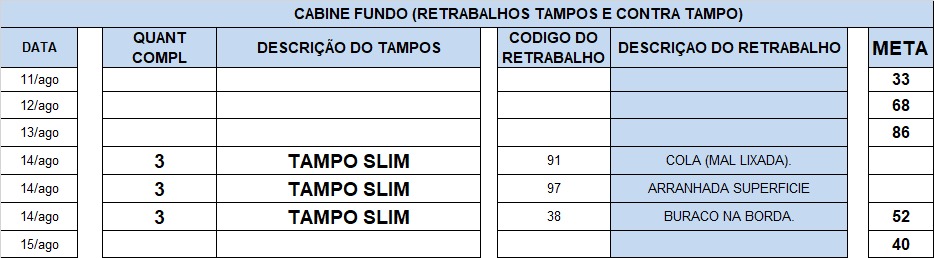 CABINE FUNDO (RETRABALHOS TAMPOS E CONTRA TAMPO)
DATA QUANT COMPL DESCRIÇÃO DO TAMPOS CODIGO DO RETRABALHO DESCRIÇAO DO RETRABALHO META
11/ago 33
12/ago 68
13/ago 86
14/ago 3 TAMPO SLIM 91 COLA (MAL LIXADA).
14/ago 3 TAMPO SLIM 97 ARRANHADA SUPERFICIE
14/ago 3 TAMPO SLIM 38 BURACO NA BORDA. 52
15/ago 40